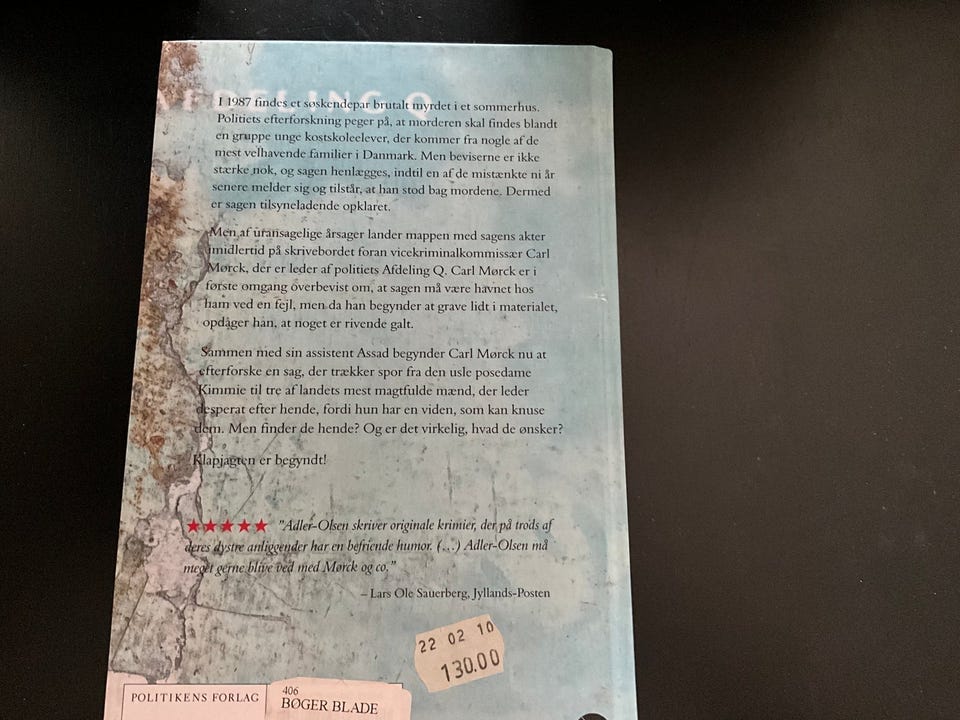 AFDELING Q
I 1987 findes et søskendepar brutalt myrdet i et sommerhus.
Politiets efterforskning peger på, at morderen skal findes blandt
en gruppe unge kostskoleelever, der kommer fra nogle af de
mest velhavende familier i Danmark. Men beviserne er ikke
stærke nok, og sagen henlægges, indtil en af de mistænkte ni år
senere melder sig og tilstår, at han stod bag mordene. Dermed
er sagen tilsyneladende opklaret.
Men af uransagelige årsager lander mappen med sagens akter
imidlertid på skrivebordet foran vicekriminalkommissær Carl
Mørck, der er leder af politiets Afdeling Q. Carl Mørck er i
første omgang overbevist om, at sagen må være havnet hos
ham ved en fejl, men da han begynder at grave lidt i materialet,
opdager han, at noget er rivende galt.
Sammen med sin assistent Assad begynder Carl Mørck nu at
efterforske en sag, der trækker spor fra den usle posedame
Kimmie til tre af landets mest magtfulde mænd, der leder
desperat efter hende, fordi hun har en viden, som kan knuse
dem. Men finder de hende? Og er det virkelig, hvad de ønsker?
Klapjagten er begyndt!
★★★★★ "Adler-Olsen skriver originale krimier, der på trods af
deres dystre anliggender har en befriende humor. (…) Adler-Olsen må
meget gerne blive ved med Mørck og co."
– Lars Ole Sauerberg, Jyllands-Posten
22 02 10
130.00
POLITIKENS FORLAG
406
BØGER BLADE